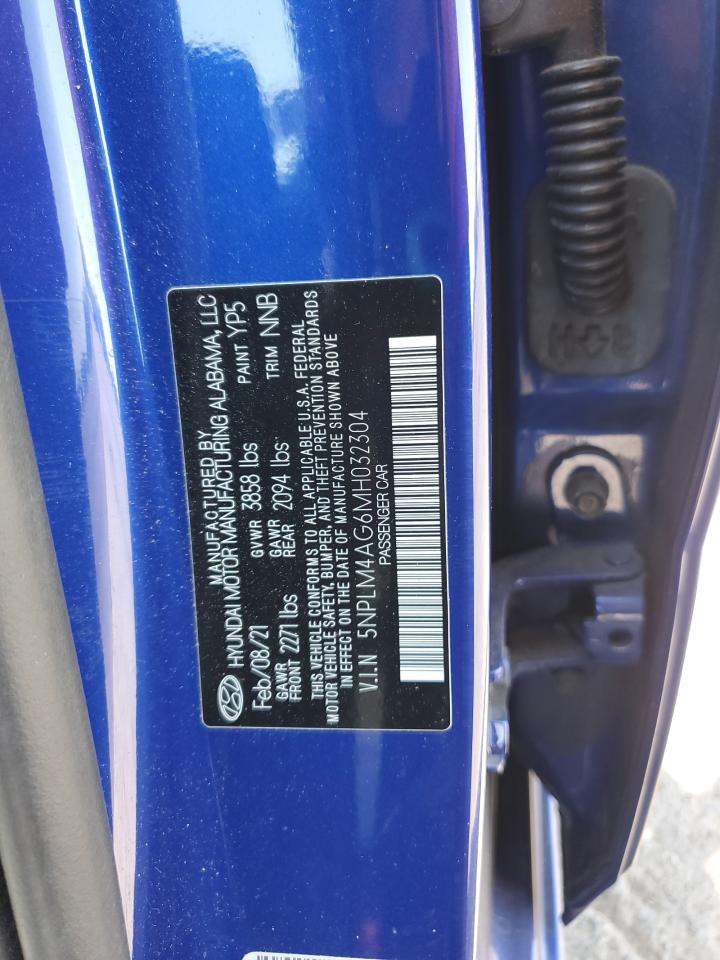 MANUFACTURED BY
HYUNDAI MOTOR MANUFACTURING ALABAMA, LLC
Feb/08/21 GVWR 3858 lbs PAINT YP5
GAWR FRONT 2271 lbs GAWR REAR 2094 lbs TRIM NNB
THIS VEHICLE CONFORMS TO ALL APPLICABLE U.S.A. FEDERAL
MOTOR VEHICLE SAFETY, BUMPER, AND THEFT PREVENTION STANDARDS
IN EFFECT ON THE DATE OF MANUFACTURE SHOWN ABOVE
V.I.N 5NPLM4AG6MH032304
PASSENGER CAR